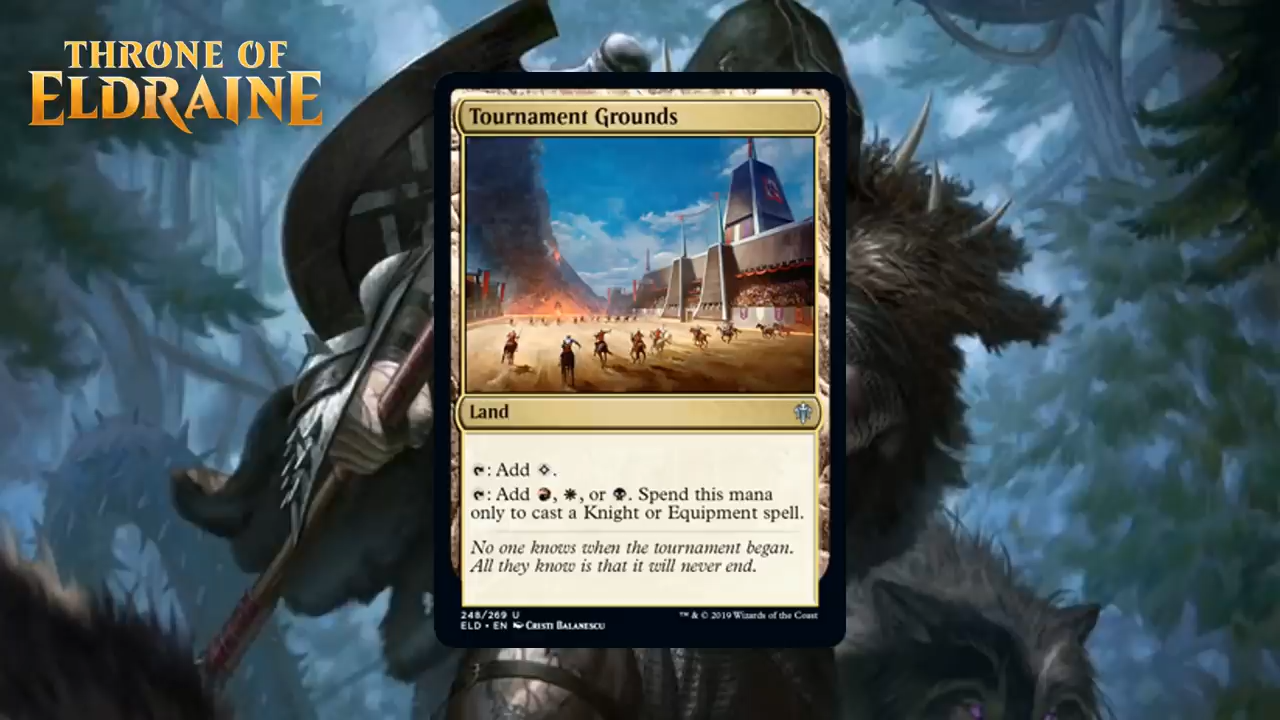 THRONE OF
ELDRAINE
Tournament Grounds
Land
: Add .
: Add , , or . Spend this mana
only to cast a Knight or Equipment spell.
No one knows when the tournament began.
All they know is that it will never end.
248/269 U
ELD • EN CRISTI BALANESCU
™ & © 2019 Wizards of the Coast